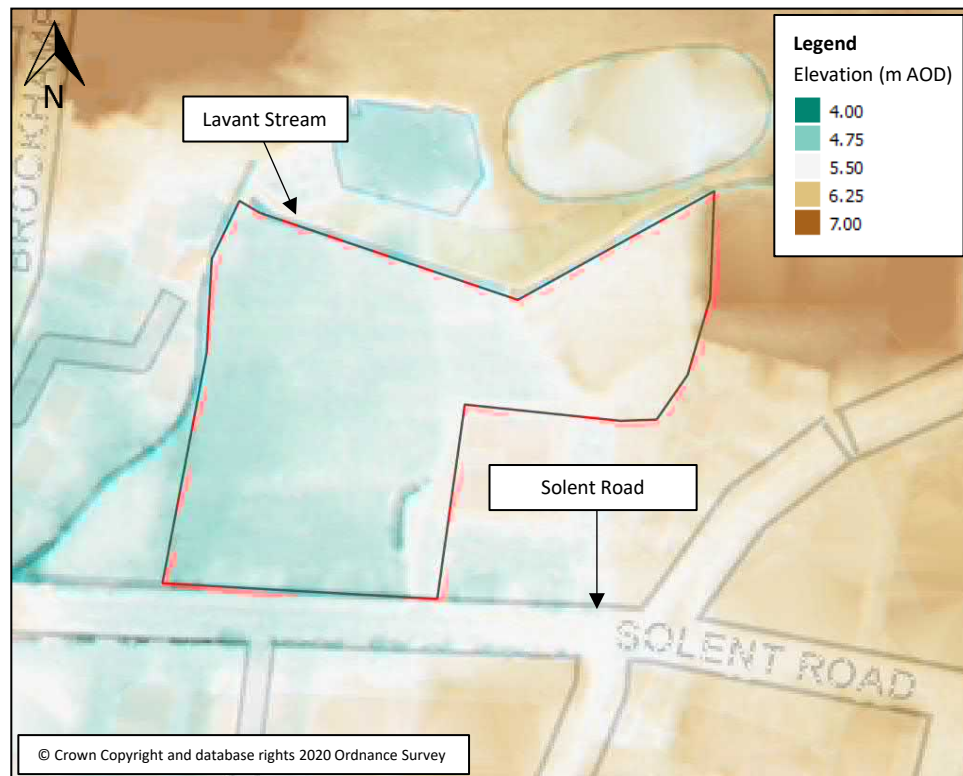 N
Lavant Stream
BROCKHAMP
Legend
Elevation (m AOD)
4.00
4.75
5.50
6.25
7.00
Solent Road
SOLENT ROAD
© Crown Copyright and database rights 2020 Ordnance Survey